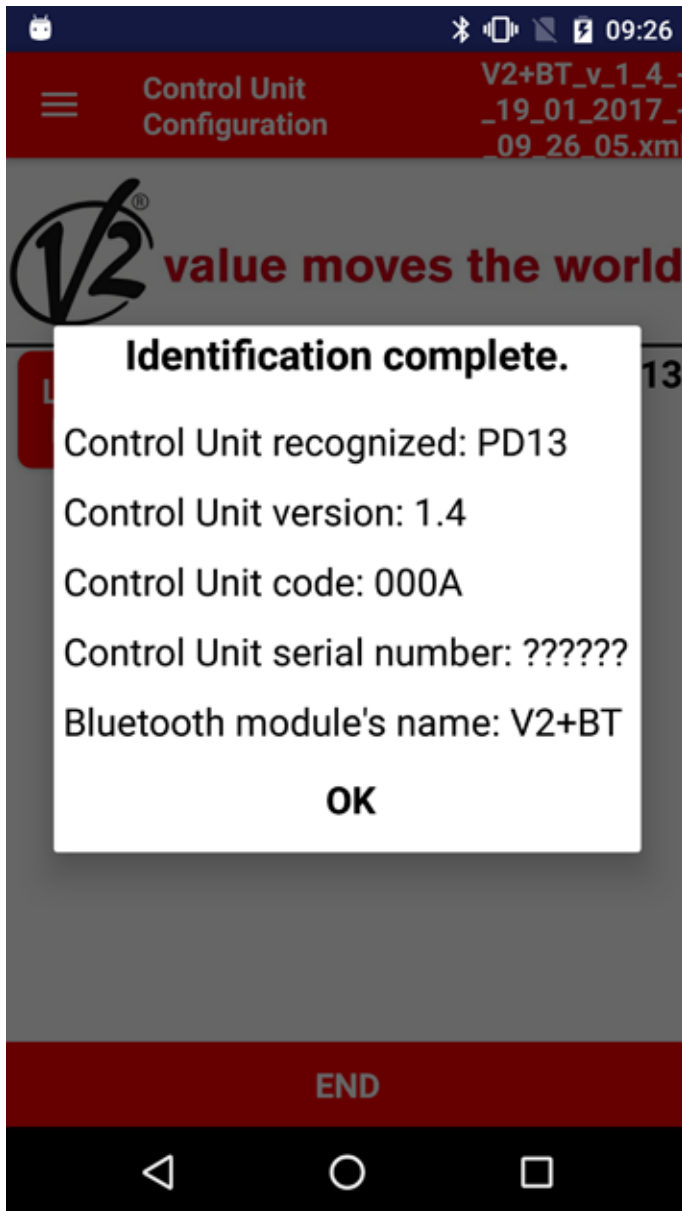 09:26
Control Unit
Configuration
V2+BT_v_1_4_-
_19_01_2017_-
_09_26_05.xml
V2®
value moves the world
13
L
Identification complete.
Control Unit recognized: PD13
Control Unit version: 1.4
Control Unit code: 000A
Control Unit serial number: ??????
Bluetooth module's name: V2+BT
OK
END